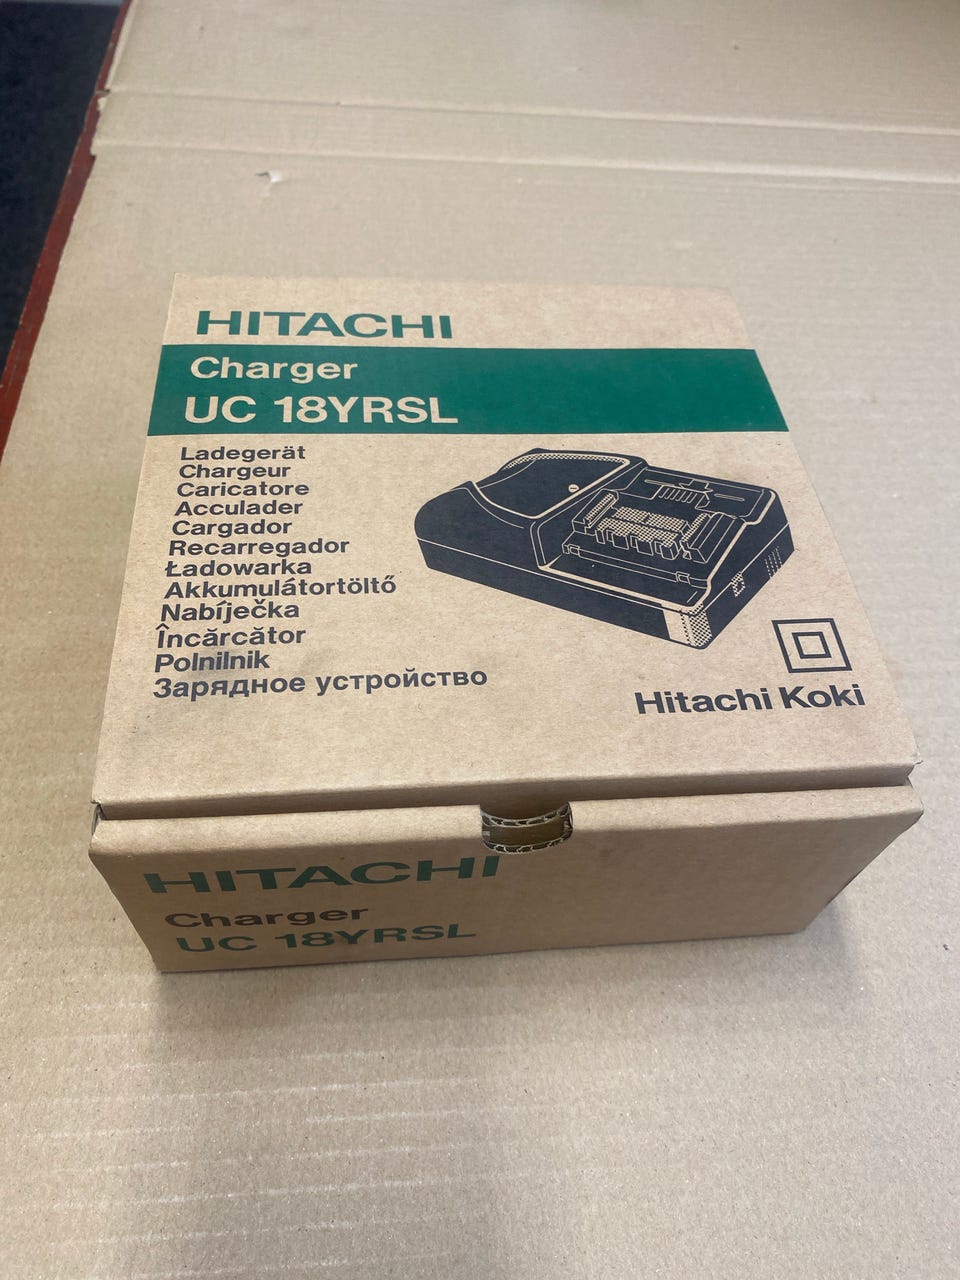 HITACHI
Charger
UC 18YRSL
Ladegerät
Chargeur
Caricatore
Acculader
Cargador
Recarregador
Ładowarka
Akkumulátortöltő
Nabíječka
Încărcător
Polnilnik
Зарядное устройство
Hitachi Koki
HITACHI
Charger
UC 18YRSL